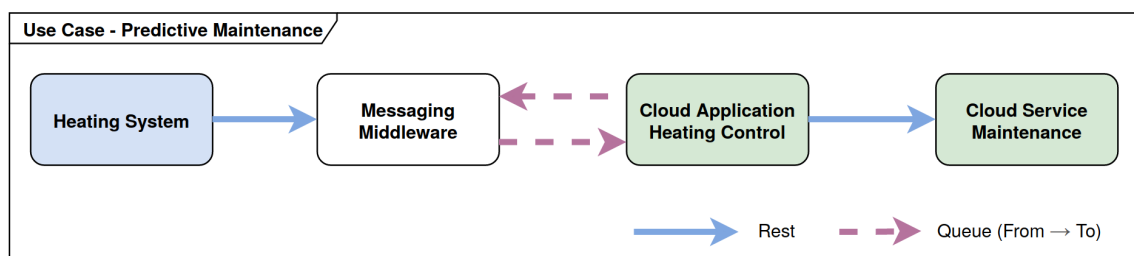 Use Case - Predictive Maintenance
Heating System
Messaging
Middleware
Cloud Application
Heating Control
Cloud Service
Maintenance
Rest
Queue (From → To)